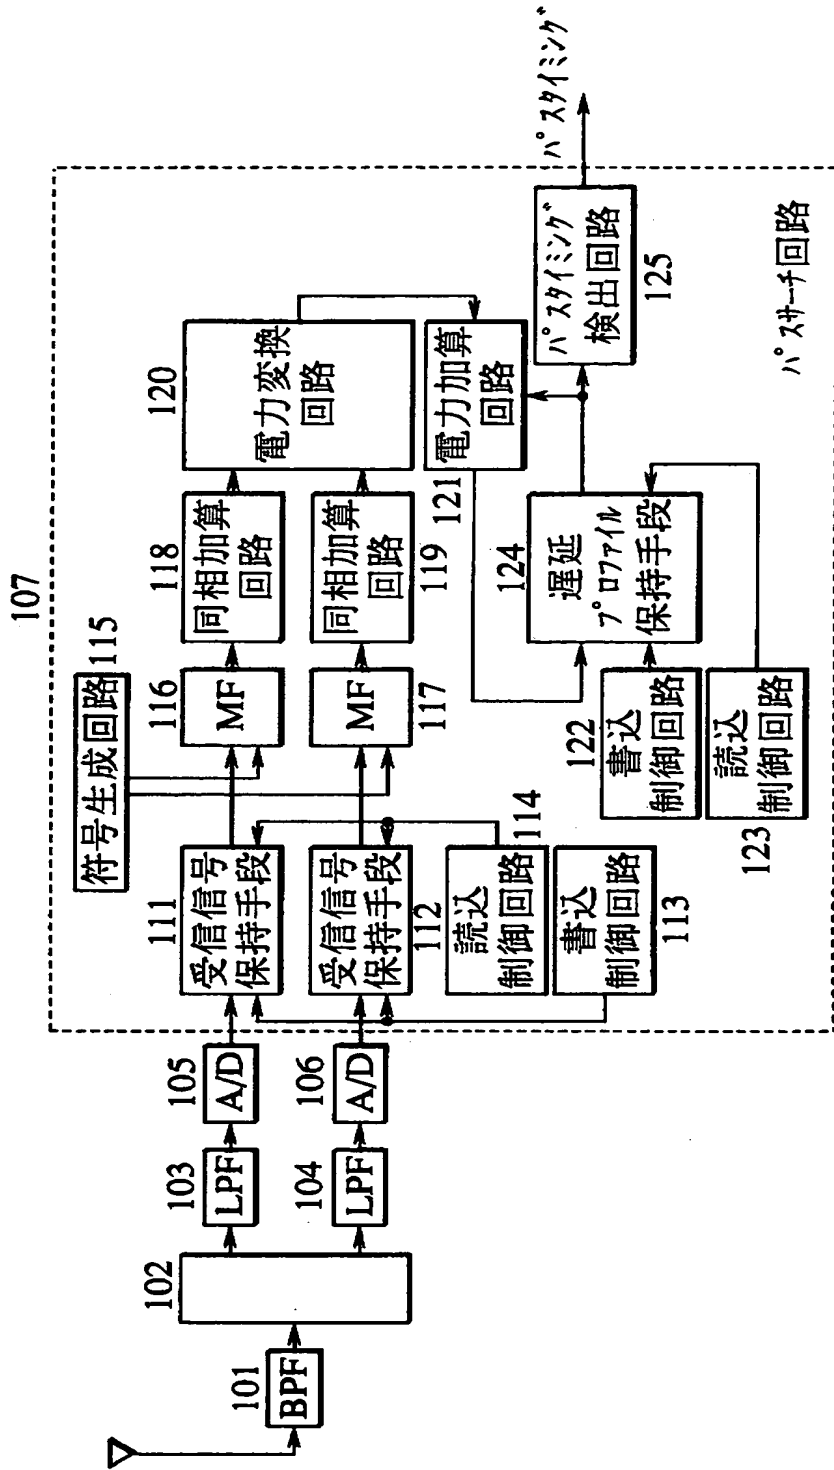 107
符号生成回路
115
101
BPF
102
103
LPF
104
LPF
105
A/D
106
A/D
111
受信信号
保持手段
受信信号
保持手段
112
読込
制御回路
114
書込
制御回路
113
116
MF
MF
117
118
同相加算
回路
同相加算
回路
119
120
電力変換
回路
電力加算
回路
121
122
書込
制御回路
読込
制御回路
123
124
遅延
プロファイル
保持手段
パスタイミング
検出回路
125
パスタイミング
パスサーチ回路